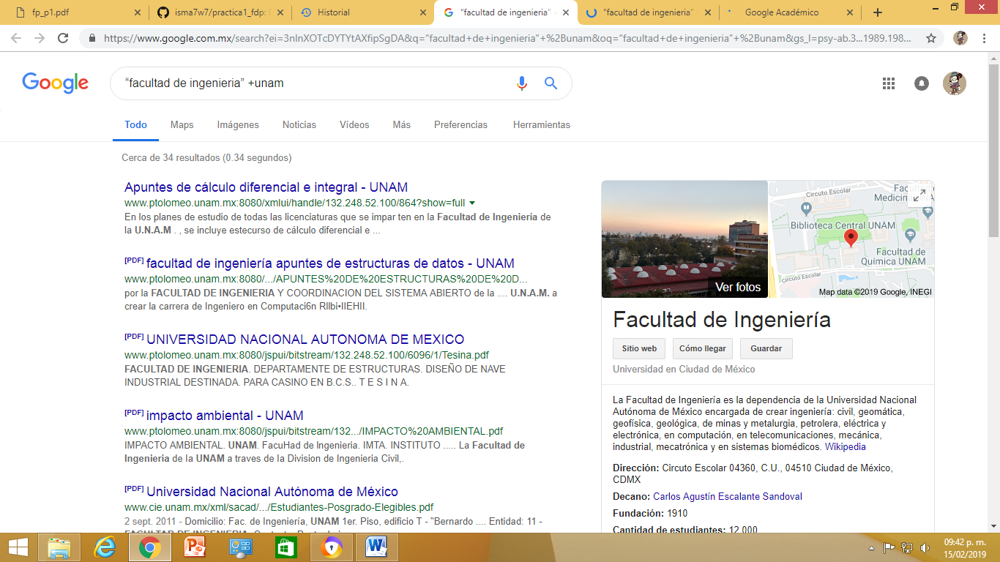 fp_p1.pdf
isma7w7/practica1_fdp:
Historial
"facultad de ingenieria" -
"facultad de ingenieria"
Google Académico
https://www.google.com.mx/search?ei=3nInXOTcDYTYtAXfipSgDA&q="facultad+de+ingenieria"+%2Bunam&oq="facultad+de+ingenieria"+%2Bunam&gs_l=psy-ab.3...1989.198...
Google
“facultad de ingenieria” +unam
Todo Maps Imágenes Noticias Vídeos Más Preferencias Herramientas
Cerca de 34 resultados (0.34 segundos)
Apuntes de cálculo diferencial e integral - UNAM
www.ptolomeo.unam.mx:8080/xmlui/handle/132.248.52.100/864?show=full
En los planes de estudio de todas las licenciaturas que se impar ten en la Facultad de Ingeniería de
la U.N.A.M . , se incluye estecurso de cálculo diferencial e ...
[PDF] facultad de ingeniería apuntes de estructuras de datos - UNAM
www.ptolomeo.unam.mx:8080/.../APUNTES%20DE%20ESTRUCTURAS%20DE%20D...
por la FACULTAD DE INGENIERIA Y COORDINACION DEL SISTEMA ABIERTO de la .... U.N.A.M. a
crear la carrera de Ingeniero en Computaci6n RIlbi•IIEHII.
[PDF] UNIVERSIDAD NACIONAL AUTONOMA DE MEXICO
www.ptolomeo.unam.mx:8080/jspui/bitstream/132.248.52.100/6096/1/Tesina.pdf
FACULTAD DE INGENIERIA. DEPARTAMENTE DE ESTRUCTURAS. DISEÑO DE NAVE
INDUSTRIAL DESTINADA. PARA CASINO EN B.C.S.. T E S I N A.
[PDF] impacto ambiental - UNAM
www.ptolomeo.unam.mx:8080/jspui/bitstream/132.../IMPACTO%20AMBIENTAL.pdf
IMPACTO AMBIENTAL. UNAM. FacuHad de Ingenieria. IMTA. INSTITUTO ..... La Facultad de
Ingenieria de la UNAM a traves de la Division de Ingenieria Civil,.
[PDF] Universidad Nacional Autónoma de México
www.cie.unam.mx/xml/sacad/.../Estudiantes-Posgrado-Elegibles.pdf
2 sept. 2011 - Domicilio: Fac. de Ingeniería, UNAM 1er. Piso, edificio T - "Bernardo .... Entidad: 11 -
Ver fotos
Circuito Escolar
Facultad de
Medicina UNAM
Biblioteca Central UNAM
Facultad de
Química UNAM
Circuito Escolar
Map data ©2019 Google, INEGI
Facultad de Ingeniería
Sitio web Cómo llegar Guardar
Universidad en Ciudad de México
La Facultad de Ingeniería es la dependencia de la Universidad Nacional
Autónoma de México encargada de crear ingeniería: civil, geomática,
geofísica, geológica, de minas y metalurgia, petrolera, eléctrica y
electrónica, en computación, en telecomunicaciones, mecánica,
industrial, mecatrónica y en sistemas biomédicos. Wikipedia
Dirección: Circuto Escolar 04360, C.U., 04510 Ciudad de México,
CDMX
Decano: Carlos Agustín Escalante Sandoval
Fundación: 1910
Cantidad de estudiantes: 12,000
09:42 p. m.
15/02/2019